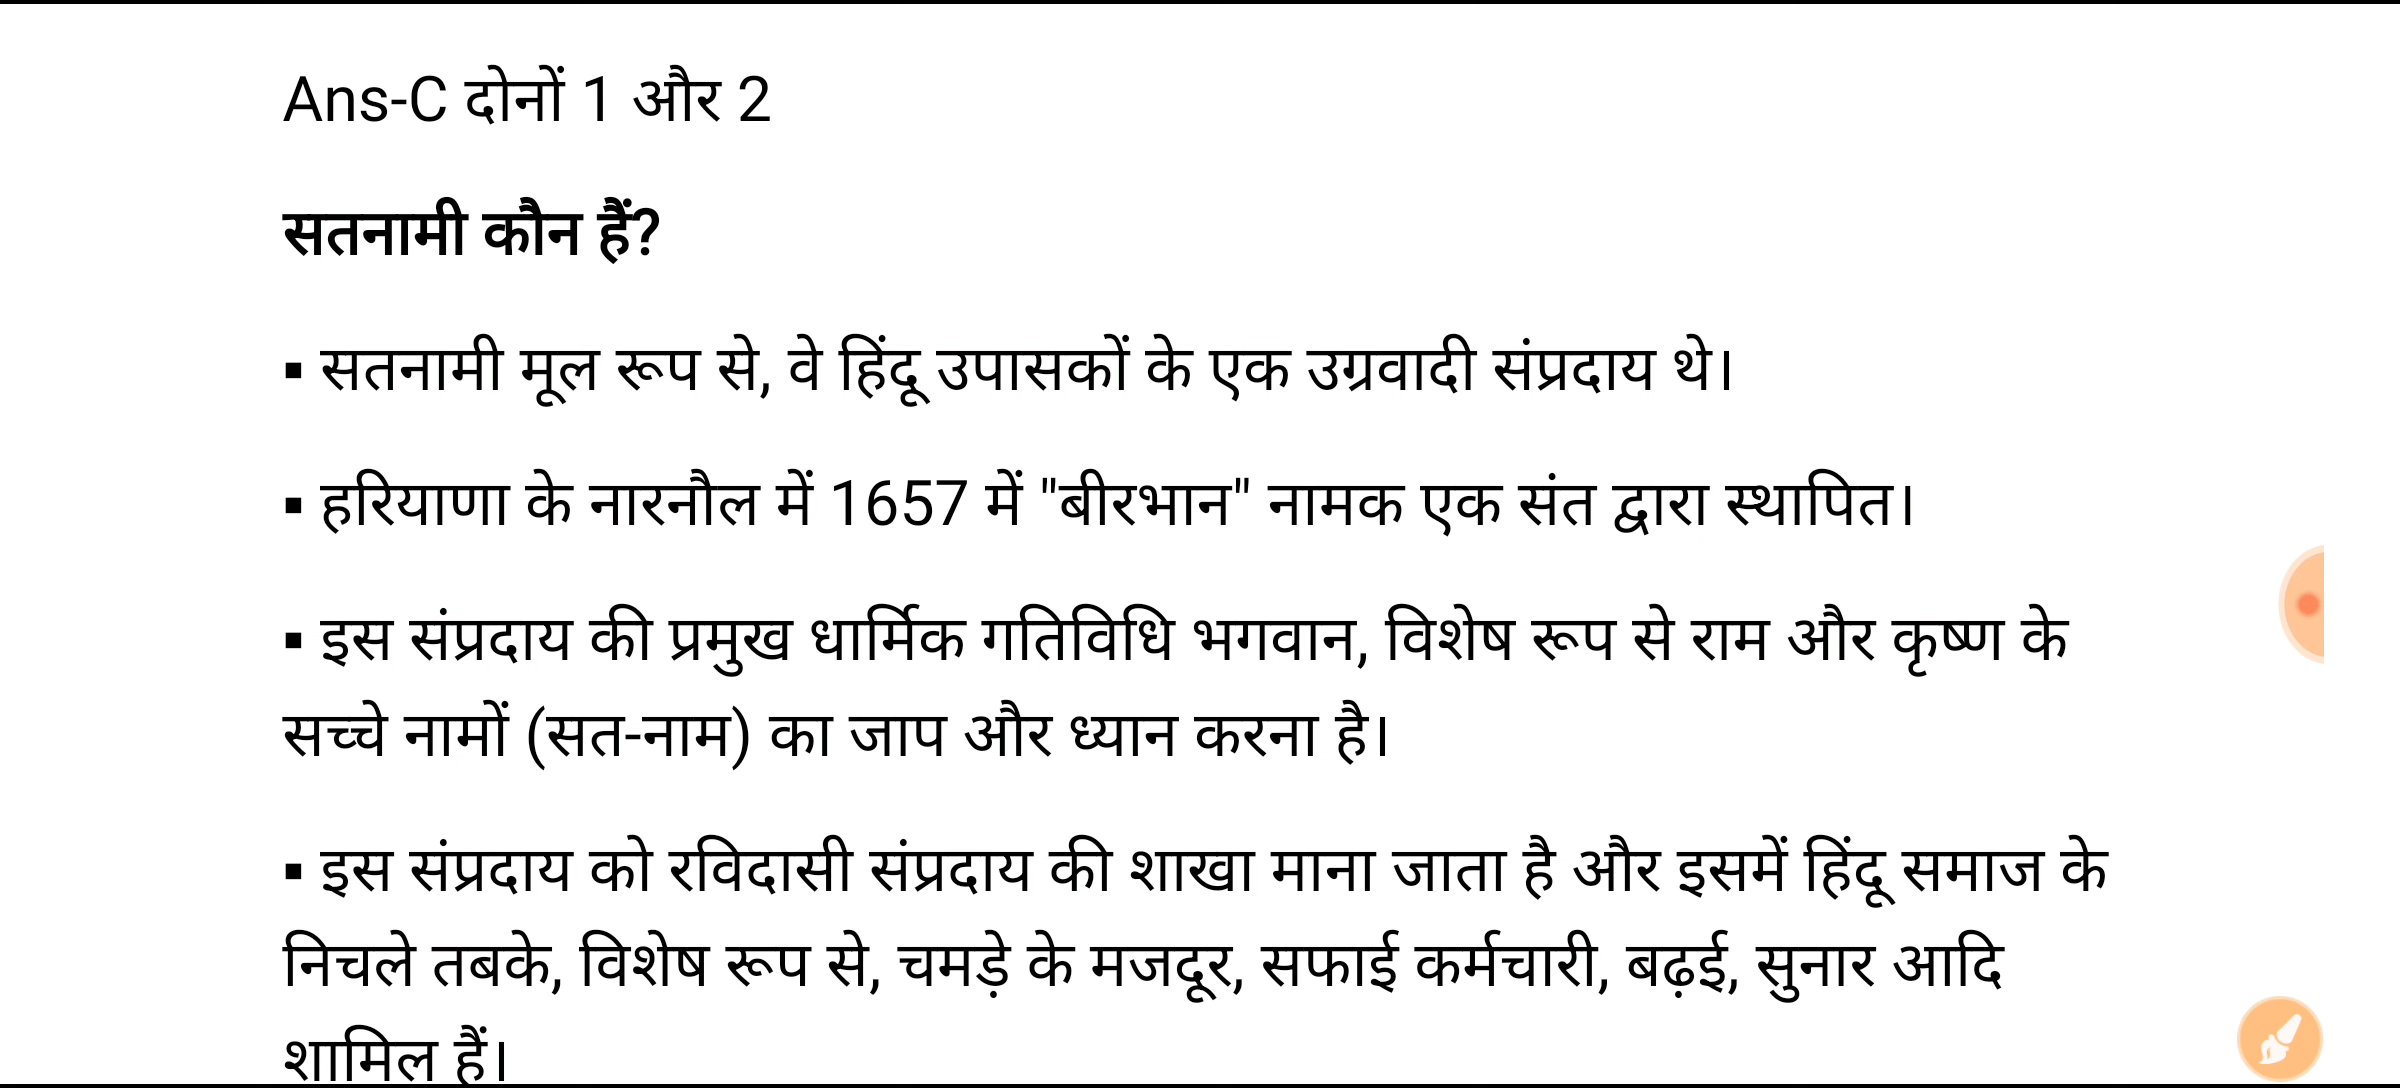 Ans-C दोनों 1 और 2
सतनामी कौन हैं?
▪ सतनामी मूल रूप से, वे हिंदू उपासकों के एक उग्रवादी संप्रदाय थे।
▪ हरियाणा के नारनौल में 1657 में "बीरभान" नामक एक संत द्वारा स्थापित।
▪ इस संप्रदाय की प्रमुख धार्मिक गतिविधि भगवान, विशेष रूप से राम और कृष्ण के
सच्चे नामों (सत-नाम) का जाप और ध्यान करना है।
▪ इस संप्रदाय को रविदासी संप्रदाय की शाखा माना जाता है और इसमें हिंदू समाज के
निचले तबके, विशेष रूप से, चमड़े के मजदूर, सफाई कर्मचारी, बढ़ई, सुनार आदि
शामिल हैं।